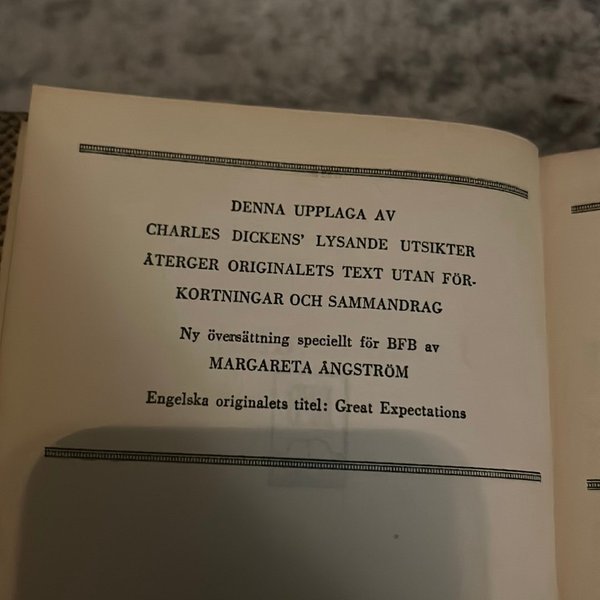 DENNA UPPLAGA AV
CHARLES DICKENS' LYSANDE UTSIKTER
ÅTERGER ORIGINALETS TEXT UTAN FÖR-
KORTNINGAR OCH SAMMANDRAG
Ny översättning speciellt för BFB av
MARGARETA ÅNGSTRÖM
Engelska originalets titel: Great Expectations